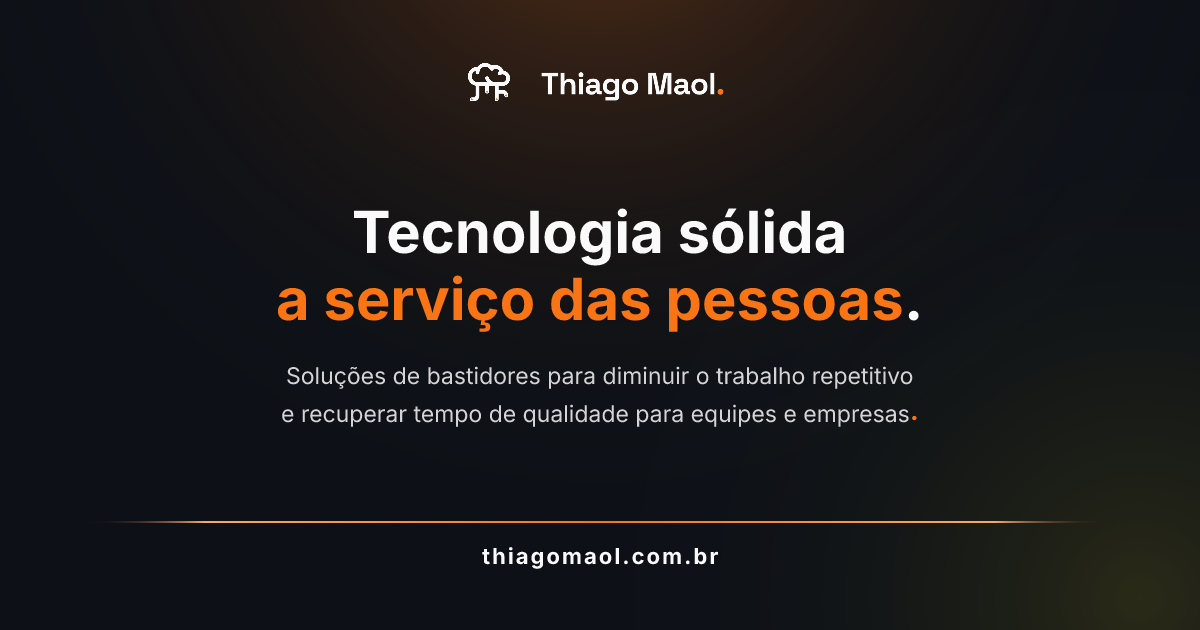 Thiago Maol.
Tecnologia sólida
a serviço das pessoas.
Soluções de bastidores para diminuir o trabalho repetitivo
e recuperar tempo de qualidade para equipes e empresas.
thiagomaol.com.br